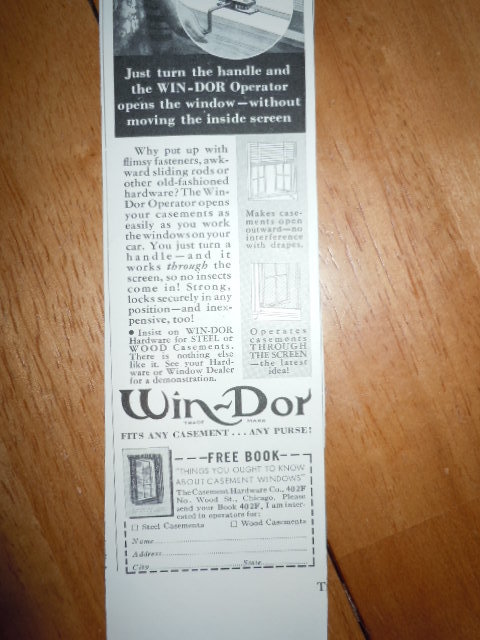 Just turn the handle and
the WIN-DOR Operator
opens the window—without
moving the inside screen
Why put up with
flimsy fasteners, awk-
ward sliding rods or
other old-fashioned
hardware? The Win-
Dor Operator opens
your casements as
easily as you work
the windows on your
car. You just turn a
handle—and it
works through the
screen, so no insects
come in! Strong,
locks securely in any
position—and inex-
pensive, too!
• Insist on WIN-DOR
Hardware for STEEL or
WOOD Casements.
There is nothing else
like it. See your Hard-
ware or Window Dealer
for a demonstration.
Makes case-
ments open
outward—no
interference
with drapes.
Operates
casements
THROUGH
THE SCREEN
—the latest
idea!
Win-Dor
TRADE MARK
FITS ANY CASEMENT...ANY PURSE!
FREE BOOK
"THINGS YOU OUGHT TO KNOW
ABOUT CASEMENT WINDOWS"
The Casement Hardware Co., 402F
No. Wood St., Chicago. Please
send your Book 402F, I am inter-
ested in operators for:
☐ Steel Casements ☐ Wood Casements
Name
Address
City State
T